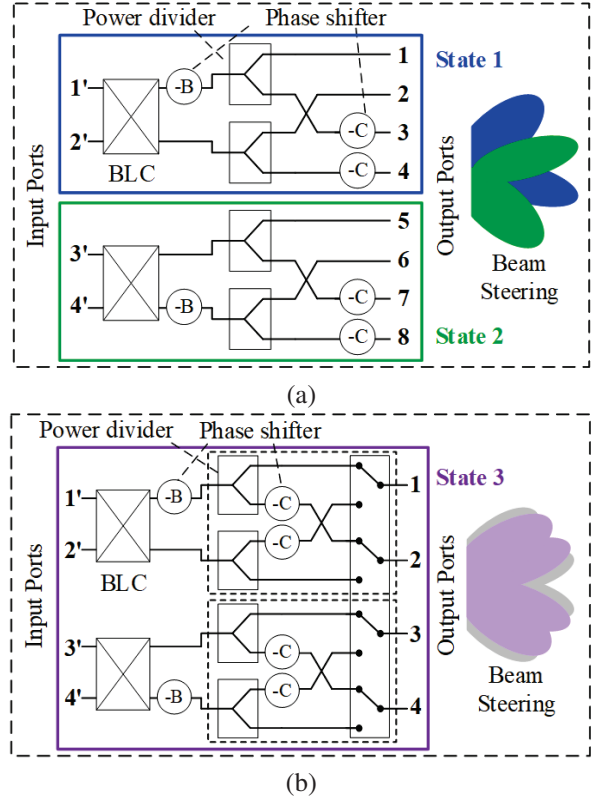 Power divider Phase shifter
1
State 1
1' -B
2
-C 3
2'
-C 4
BLC
Input Ports
Output Ports
5
3'
6
4' -B
-C 7
-C 8
State 2
Beam
Steering
(a)
Power divider Phase shifter
State 3
1' -B
1
-C
2' -C
2
BLC
Input Ports
Output Ports
3' 3
-C
4' -B -C
4
Beam
Steering
(b)